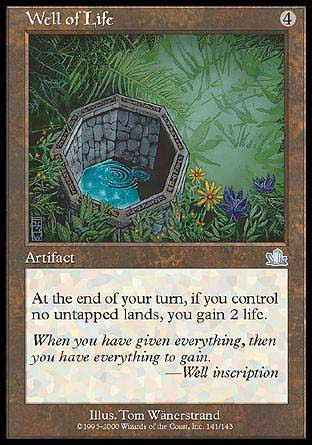 Well of Life 4
Artifact
At the end of your turn, if you control
no untapped lands, you gain 2 life.
When you have given everything, then
you have everything to gain.
—Well inscription
Illus. Tom Wänerstrand
©1993-2000 Wizards of the Coast, Inc. 141/143